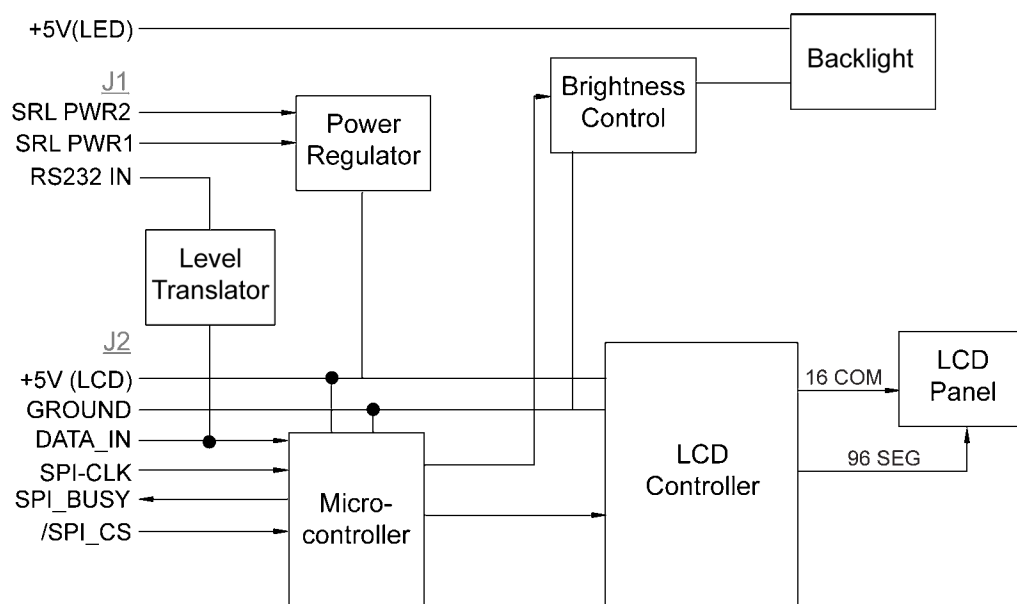 +5V(LED)
Backlight
J1
SRL PWR2
SRL PWR1
RS232 IN
Power
Regulator
Brightness
Control
Level
Translator
J2
+5V (LCD)
GROUND
DATA_IN
SPI-CLK
SPI_BUSY
/SPI_CS
Micro-
controller
LCD
Controller
16 COM
96 SEG
LCD
Panel